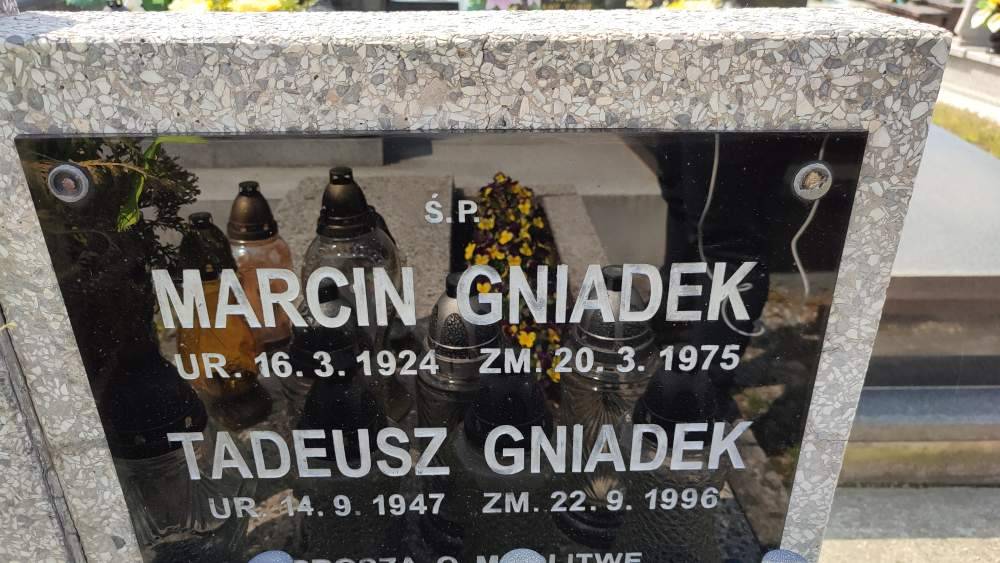 Ś.P.
MARCIN GNIADEK
UR. 16. 3. 1924 ZM. 20. 3. 1975
TADEUSZ GNIADEK
UR. 14. 9. 1947 ZM. 22. 9. 1996
O